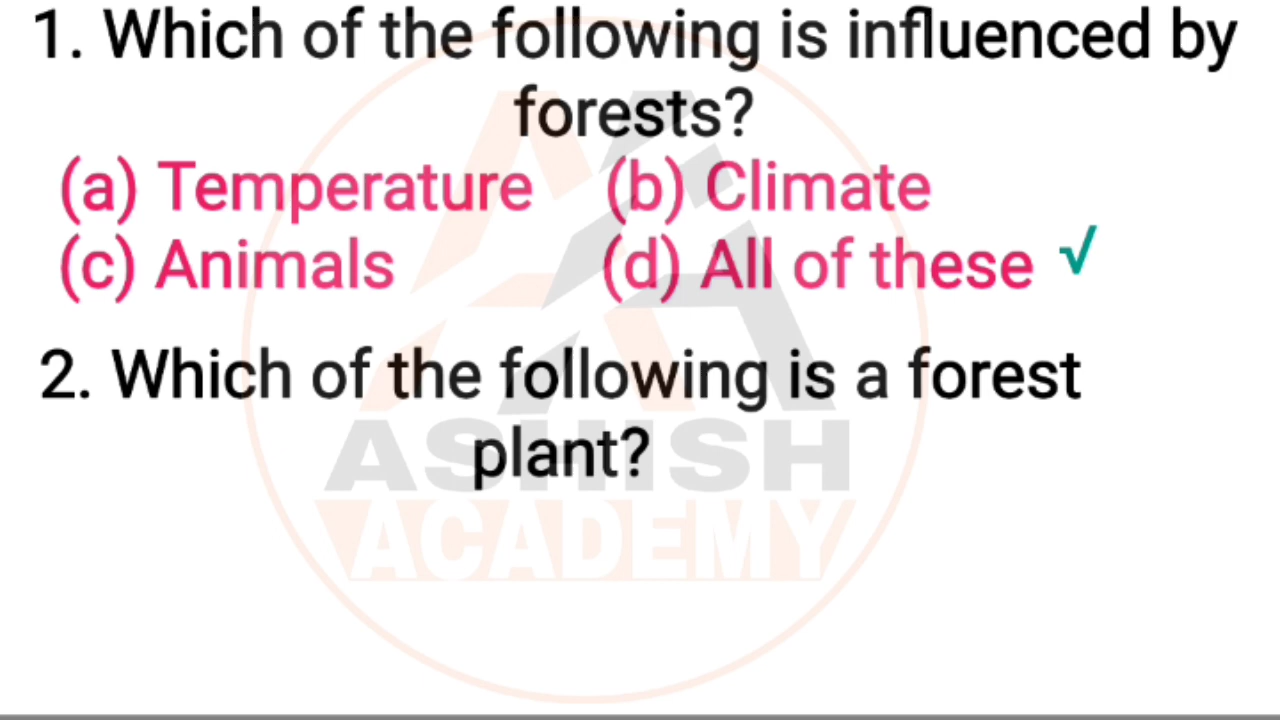 1. Which of the following is influenced by
forests?
(a) Temperature (b) Climate
(c) Animals (d) All of these √
2. Which of the following is a forest
plant?
ASHISH
ACADEMY